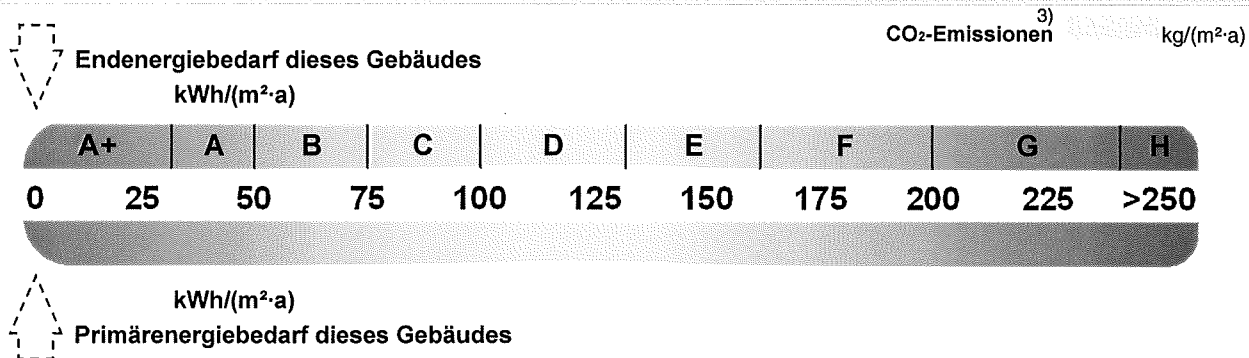 CO₂-Emissionen 3) kg/(m²·a)
Endenergiebedarf dieses Gebäudes
kWh/(m²·a)
A+ A B C D E F G H
0 25 50 75 100 125 150 175 200 225 >250
kWh/(m²·a)
Primärenergiebedarf dieses Gebäudes